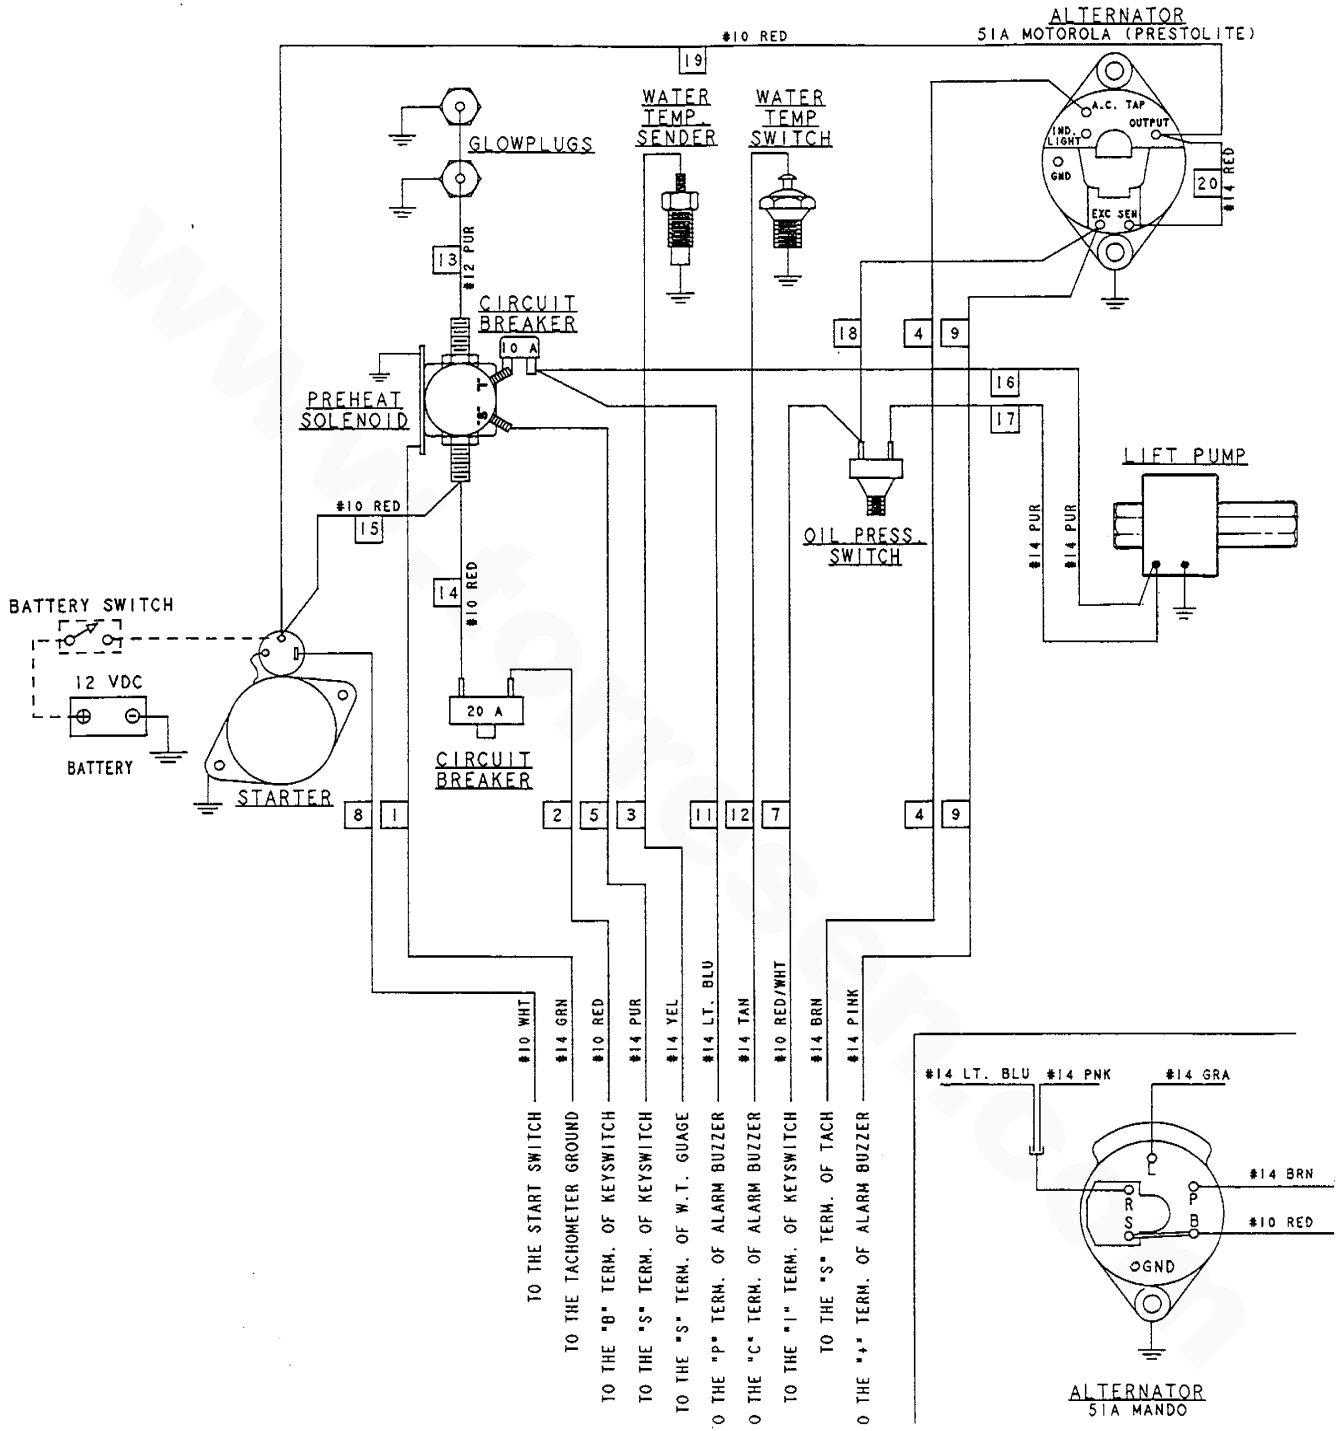 ALTERNATOR
51A MOTOROLA (PRESTOLITE)
#10 RED
19
WATER
TEMP.
SENDER
WATER
TEMP
SWITCH
A.C. TAP
OUTPUT
IND.
LIGHT
GND
EXC SEN
20
#14 RED
GLOWPLUGS
13
#12 PUR
CIRCUIT
BREAKER
10 A
"I"
"S"
PREHEAT
SOLENOID
18
4
9
16
17
LIFT PUMP
#10 RED
15
OIL PRESS.
SWITCH
#14 PUR
#14 PUR
14
#10 RED
BATTERY SWITCH
12 VDC
BATTERY
STARTER
20 A
CIRCUIT
BREAKER
8
1
2
5
3
11
12
7
4
9
#10 WHT
#14 GRN
#10 RED
#14 PUR
#14 YEL
#14 LT. BLU
#14 TAN
#10 RED/WHT
#14 BRN
#14 PINK
TO THE START SWITCH
TO THE TACHOMETER GROUND
TO THE "B" TERM. OF KEYSWITCH
TO THE "S" TERM. OF KEYSWITCH
TO THE "S" TERM. OF W.T. GUAGE
O THE "P" TERM. OF ALARM BUZZER
O THE "C" TERM. OF ALARM BUZZER
TO THE "I" TERM. OF KEYSWITCH
TO THE "S" TERM. OF TACH
O THE "+" TERM. OF ALARM BUZZER
#14 LT. BLU
#14 PNK
#14 GRA
L
R
P
#14 BRN
S
B
#10 RED
GND
ALTERNATOR
51A MANDO
www.torresen.com